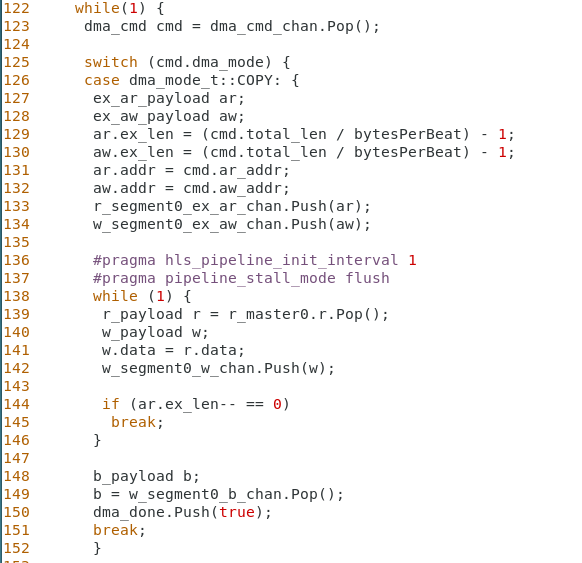 122     while(1) {
123      dma_cmd cmd = dma_cmd_chan.Pop();
124
125      switch (cmd.dma_mode) {
126      case dma_mode_t::COPY: {
127       ex_ar_payload ar;
128       ex_aw_payload aw;
129       ar.ex_len = (cmd.total_len / bytesPerBeat) - 1;
130       aw.ex_len = (cmd.total_len / bytesPerBeat) - 1;
131       ar.addr = cmd.ar_addr;
132       aw.addr = cmd.aw_addr;
133       r_segment0_ex_ar_chan.Push(ar);
134       w_segment0_ex_aw_chan.Push(aw);
135
136       #pragma hls_pipeline_init_interval 1
137       #pragma pipeline_stall_mode flush
138       while (1) {
139        r_payload r = r_master0.r.Pop();
140        w_payload w;
141        w.data = r.data;
142        w_segment0_w_chan.Push(w);
143
144        if (ar.ex_len-- == 0)
145         break;
146       }
147
148       b_payload b;
149       b = w_segment0_b_chan.Pop();
150       dma_done.Push(true);
151       break;
152       }